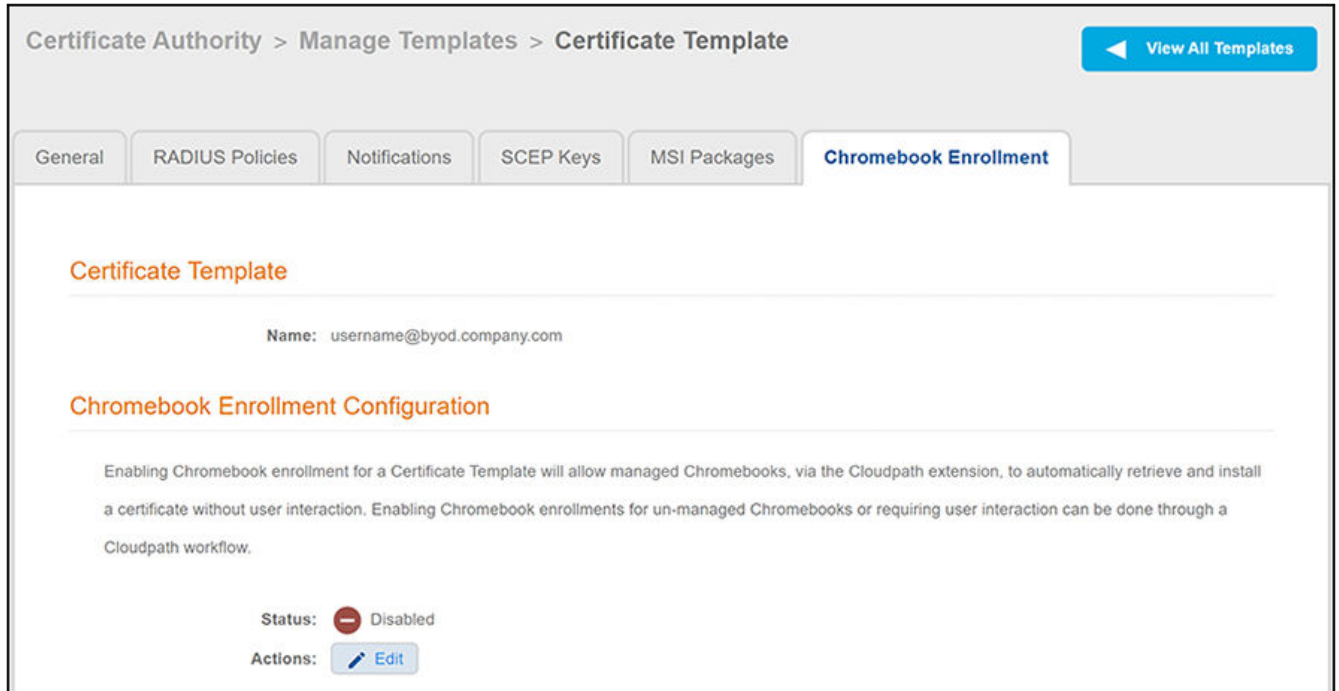 Certificate Authority > Manage Templates > Certificate Template
View All Templates
General RADIUS Policies Notifications SCEP Keys MSI Packages Chromebook Enrollment
Certificate Template
Name: username@byod.company.com
Chromebook Enrollment Configuration
Enabling Chromebook enrollment for a Certificate Template will allow managed Chromebooks, via the Cloudpath extension, to automatically retrieve and install
a certificate without user interaction. Enabling Chromebook enrollments for un-managed Chromebooks or requiring user interaction can be done through a
Cloudpath workflow.
Status: Disabled
Actions: Edit